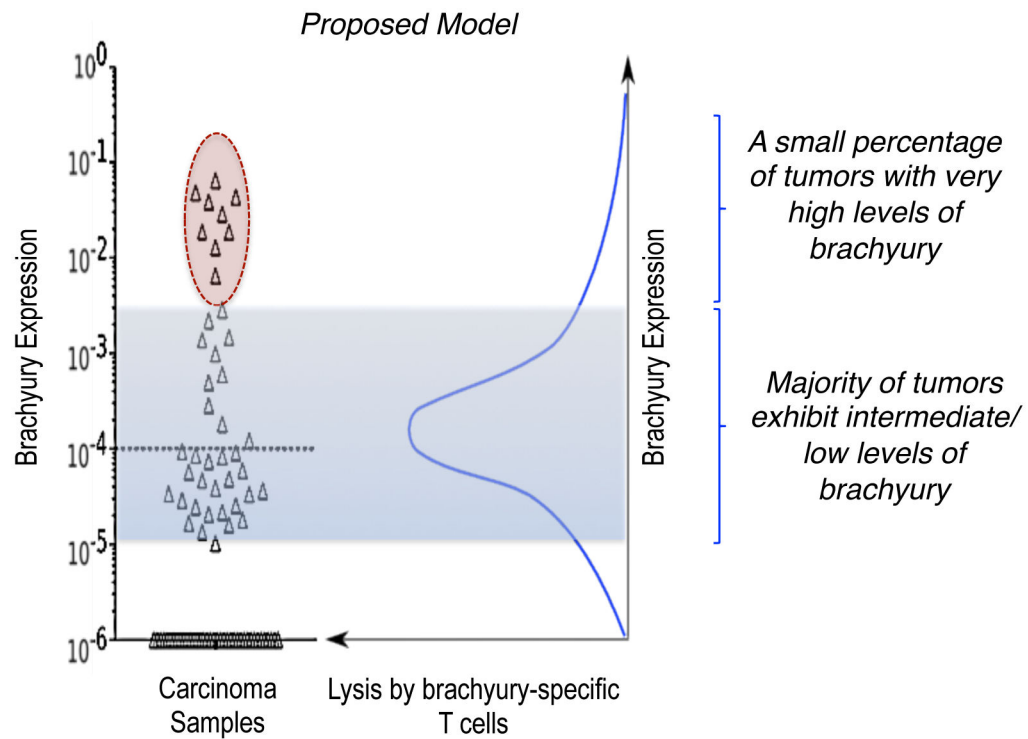 Proposed Model
10^0
10^-1
10^-2
10^-3
10^-4
10^-5
10^-6
Brachyury Expression
Carcinoma
Samples
Lysis by brachyury-specific
T cells
Brachyury Expression
A small percentage
of tumors with very
high levels of
brachyury
Majority of tumors
exhibit intermediate/
low levels of
brachyury